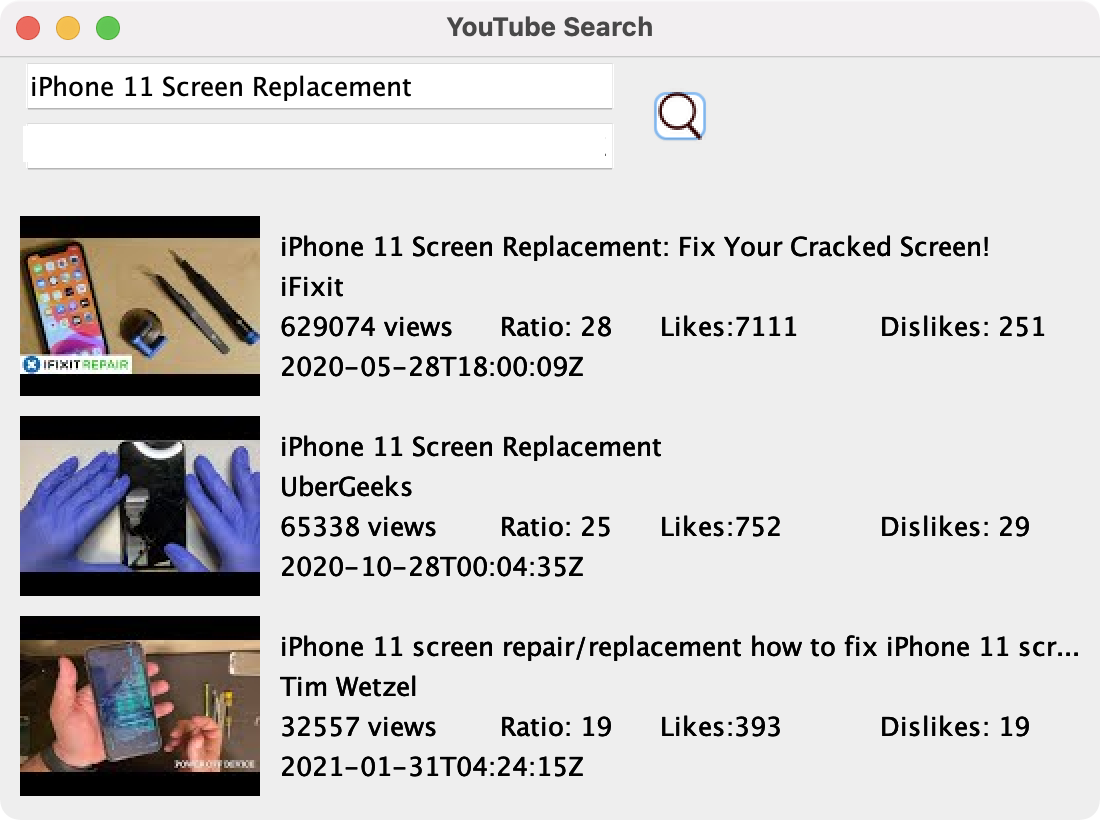 YouTube Search
iPhone 11 Screen Replacement
iPhone 11 Screen Replacement: Fix Your Cracked Screen!
iFixit
629074 views Ratio: 28 Likes:7111 Dislikes: 251
2020-05-28T18:00:09Z
IFIXITREPAIR
iPhone 11 Screen Replacement
UberGeeks
65338 views Ratio: 25 Likes:752 Dislikes: 29
2020-10-28T00:04:35Z
iPhone 11 screen repair/replacement how to fix iPhone 11 scr...
Tim Wetzel
32557 views Ratio: 19 Likes:393 Dislikes: 19
2021-01-31T04:24:15Z
POWER OFF DEVICE